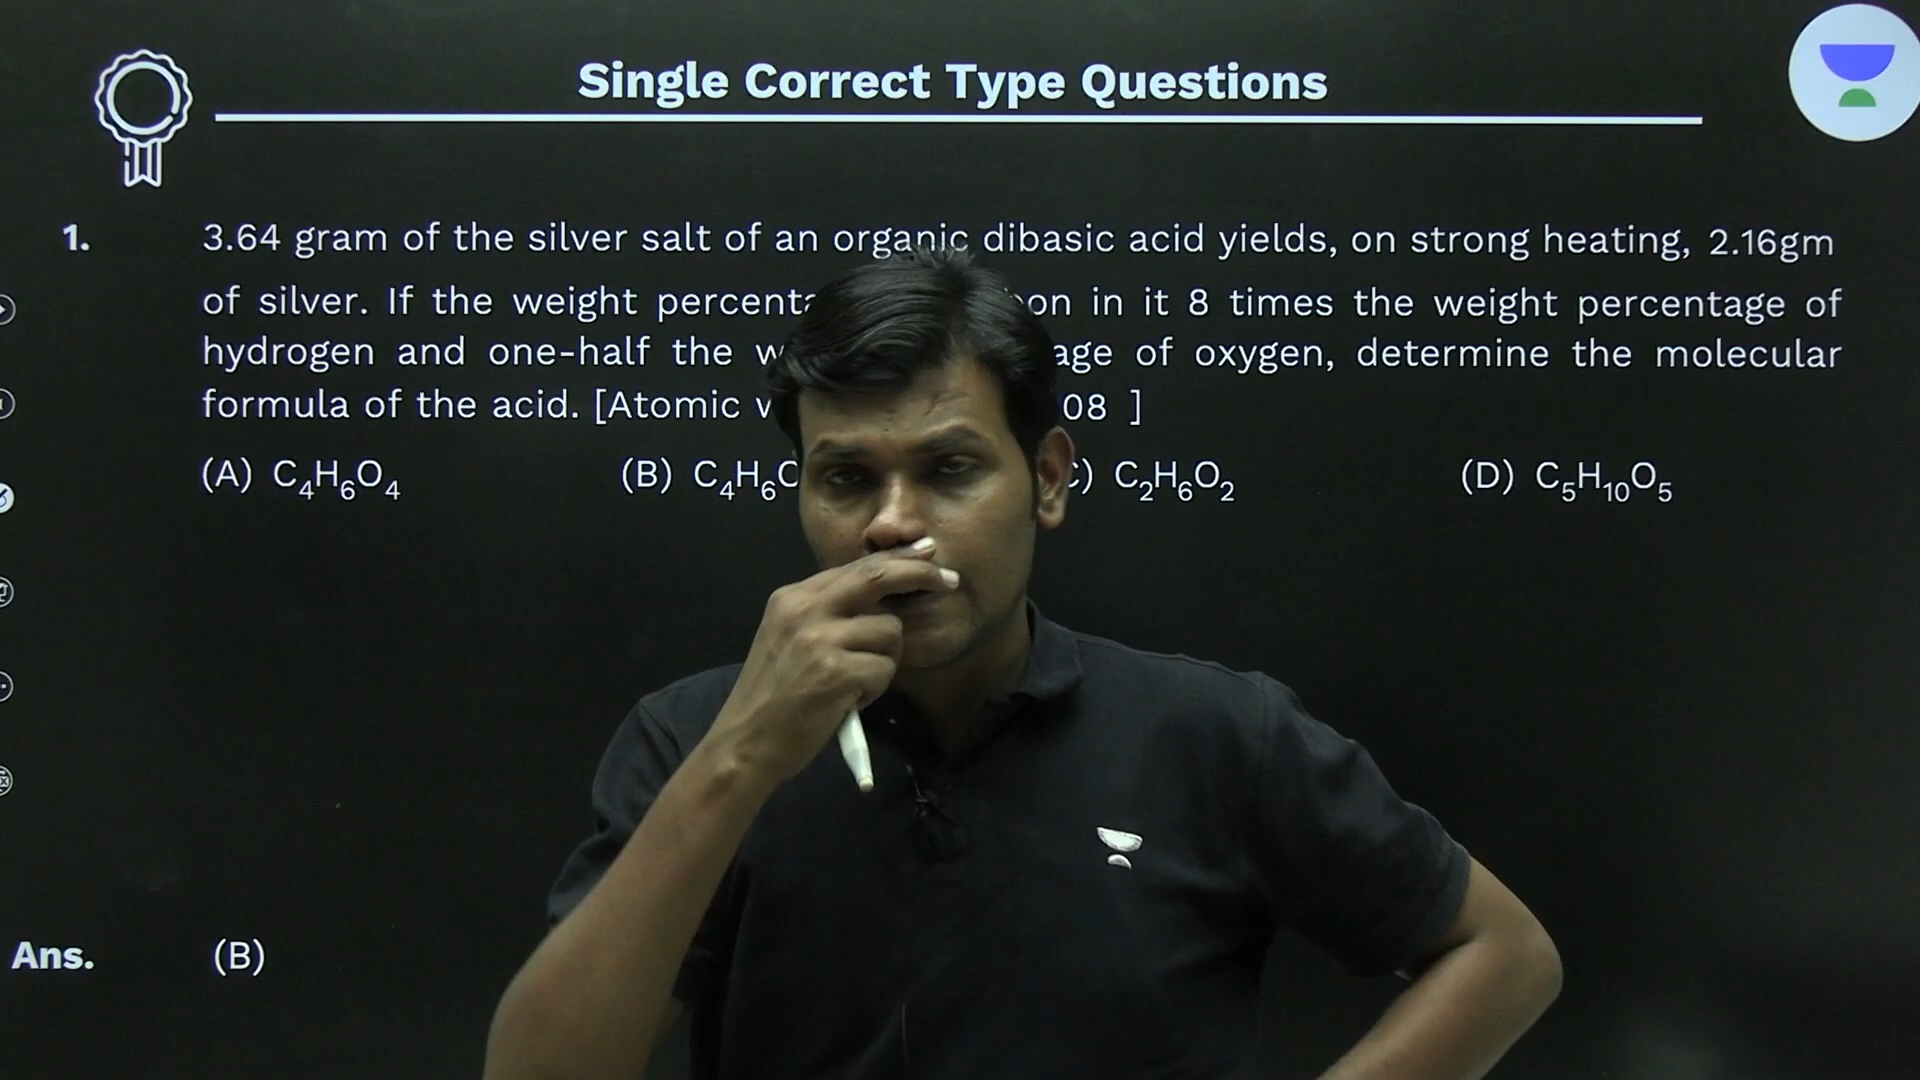 Single Correct Type Questions
1. 3.64 gram of the silver salt of an organic dibasic acid yields, on strong heating, 2.16gm
of silver. If the weight in it 8 times the weight percentage of
hydrogen and one-half the of oxygen, determine the molecular
formula of the acid. [Atomic 08 ]
(A) C₄H₆O₄ (B) C₄H₆ C) C₂H₆O₂ (D) C₅H₁₀O₅
Ans. (B)